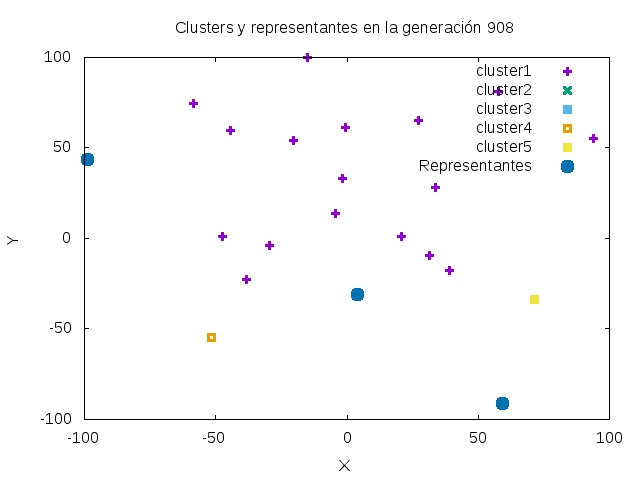 Clusters y representantes en la generación 908
100
50
0
-50
-100
-100
-50
0
50
100
Y
X
cluster1
cluster2
cluster3
cluster4
cluster5
Representantes